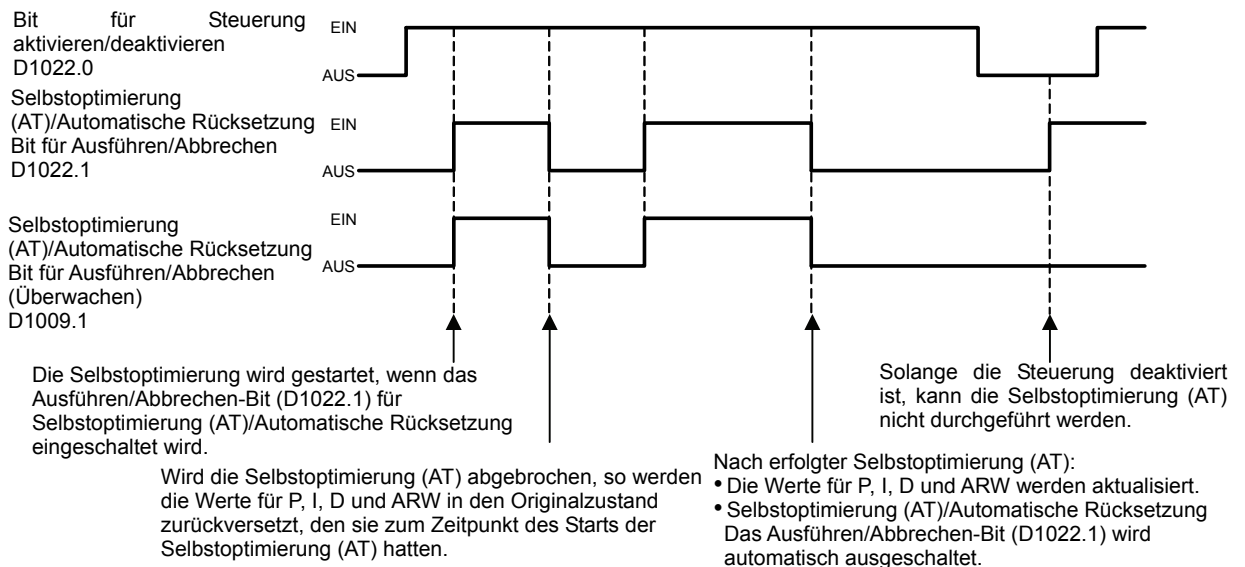 Bit für Steuerung
aktivieren/deaktivieren
D1022.0
EIN
AUS
Selbstoptimierung
(AT)/Automatische Rücksetzung
Bit für Ausführen/Abbrechen
D1022.1
EIN
AUS
Selbstoptimierung
(AT)/Automatische Rücksetzung
Bit für Ausführen/Abbrechen
(Überwachen)
D1009.1
EIN
AUS
Die Selbstoptimierung wird gestartet, wenn das
Ausführen/Abbrechen-Bit (D1022.1) für
Selbstoptimierung (AT)/Automatische Rücksetzung
eingeschaltet wird.
Wird die Selbstoptimierung (AT) abgebrochen, so werden
die Werte für P, I, D und ARW in den Originalzustand
zurückversetzt, den sie zum Zeitpunkt des Starts der
Selbstoptimierung (AT) hatten.
Solange die Steuerung deaktiviert
ist, kann die Selbstoptimierung (AT)
nicht durchgeführt werden.
Nach erfolgter Selbstoptimierung (AT):
• Die Werte für P, I, D und ARW werden aktualisiert.
• Selbstoptimierung (AT)/Automatische Rücksetzung
Das Ausführen/Abbrechen-Bit (D1022.1) wird
automatisch ausgeschaltet.